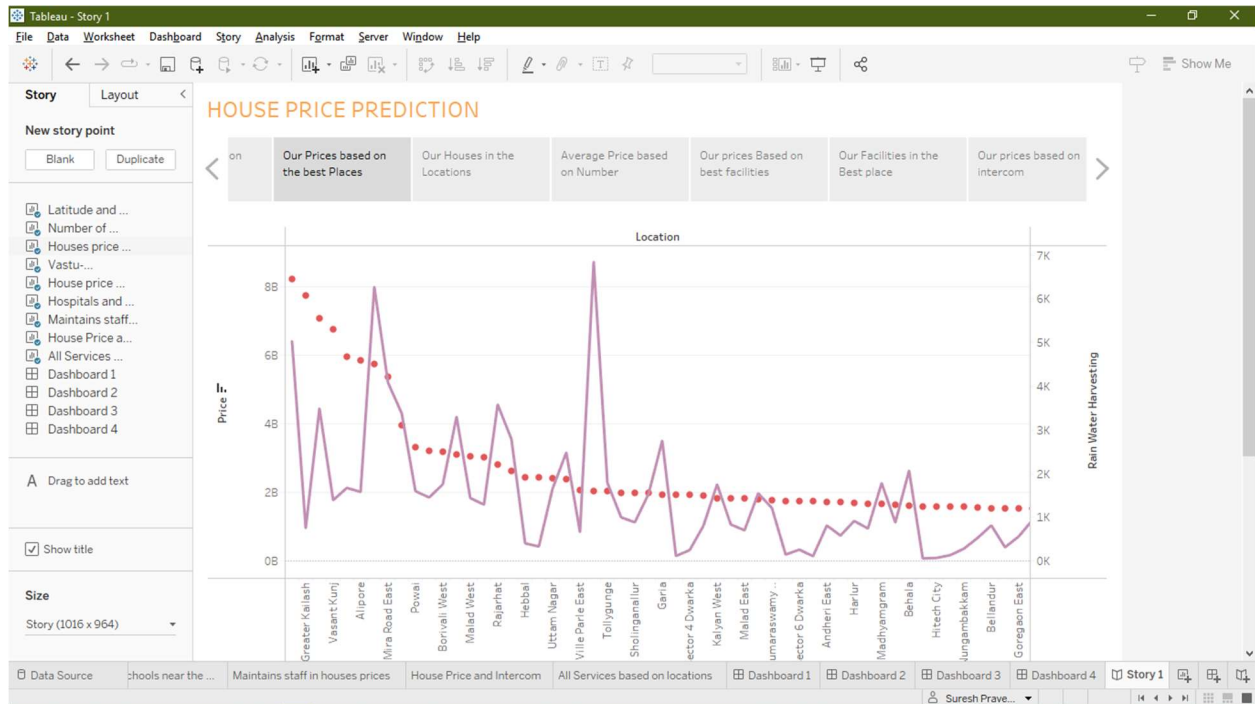 Tableau - Story 1
File Data Worksheet Dashboard Story Analysis Format Server Window Help
Show Me
Story Layout
New story point
Blank Duplicate
Latitude and ...
Number of ...
Houses price ...
Vastu-...
House price ...
Hospitals and ...
Maintains staff...
House Price a...
All Services ...
Dashboard 1
Dashboard 2
Dashboard 3
Dashboard 4
A Drag to add text
Show title
Size
Story (1016 x 964)
HOUSE PRICE PREDICTION
on
Our Prices based on
the best Places
Our Houses in the
Locations
Average Price based
on Number
Our prices Based on
best facilities
Our Facilities in the
Best place
Our prices based on
intercom
Location
Price
8B
6B
4B
2B
0B
7K
6K
5K
4K
3K
2K
1K
0K
Rain Water Harvesting
Greater Kailash
Vasant Kunj
Alipore
Mira Road East
Powai
Borivali West
Malad West
Rajarhat
Hebbal
Uttam Nagar
Ville Parle East
Tollygunge
Sholinganallur
Garia
ector 4 Dwarka
Kalyan West
Malad East
umaraswamy ..
ector 6 Dwarka
Andheri East
Harlur
Madhyamgram
Behala
Hitech City
Nungambakkam
Bellandur
Goregaon East
Data Source chools near the ... Maintains staff in houses prices House Price and Intercom All Services based on locations Dashboard 1 Dashboard 2 Dashboard 3 Dashboard 4 Story 1
Suresh Prave...